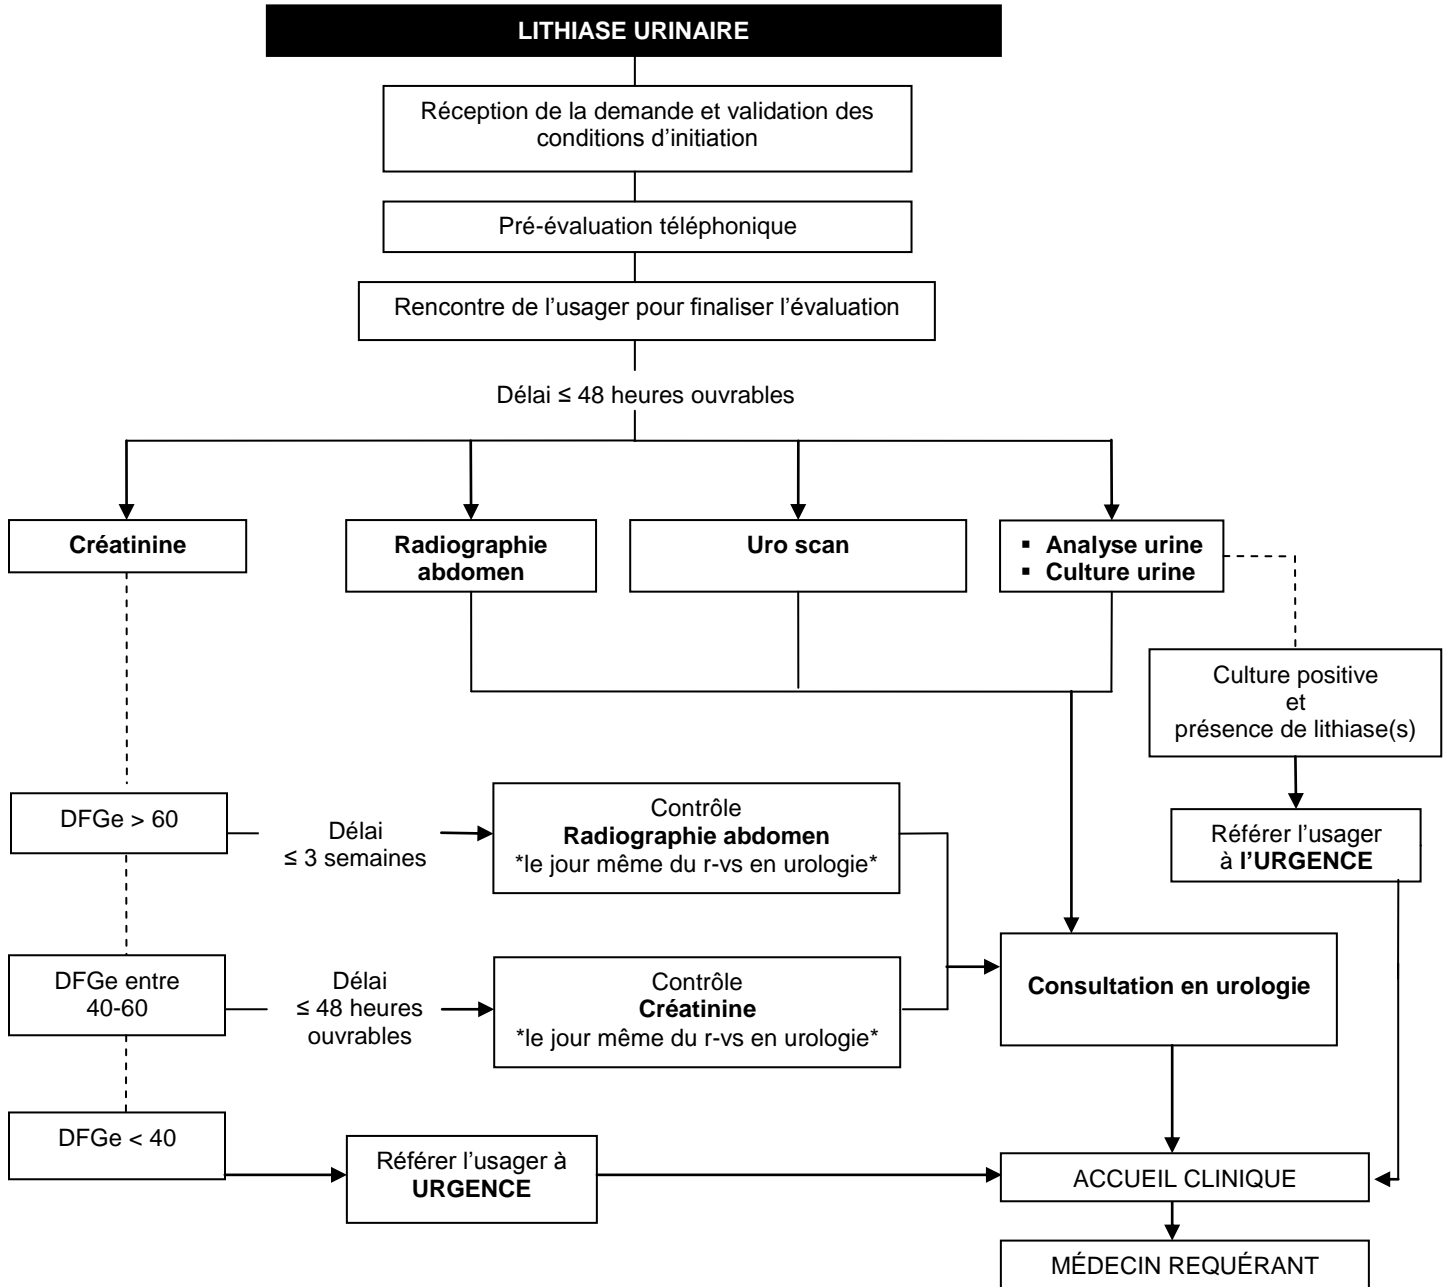 LITHIASE URINAIRE
Réception de la demande et validation des
conditions d’initiation
Pré-évaluation téléphonique
Rencontre de l’usager pour finaliser l’évaluation
Délai ≤ 48 heures ouvrables
Créatinine
Radiographie
abdomen
Uro scan
▪ Analyse urine
▪ Culture urine
Culture positive
et
présence de lithiase(s)
Référer l’usager
à l’URGENCE
DFGe > 60
Délai
≤ 3 semaines
Contrôle
Radiographie abdomen
*le jour même du r-vs en urologie*
DFGe entre
40-60
Délai
≤ 48 heures
ouvrables
Contrôle
Créatinine
*le jour même du r-vs en urologie*
Consultation en urologie
DFGe < 40
Référer l’usager à
URGENCE
ACCUEIL CLINIQUE
MÉDECIN REQUÉRANT